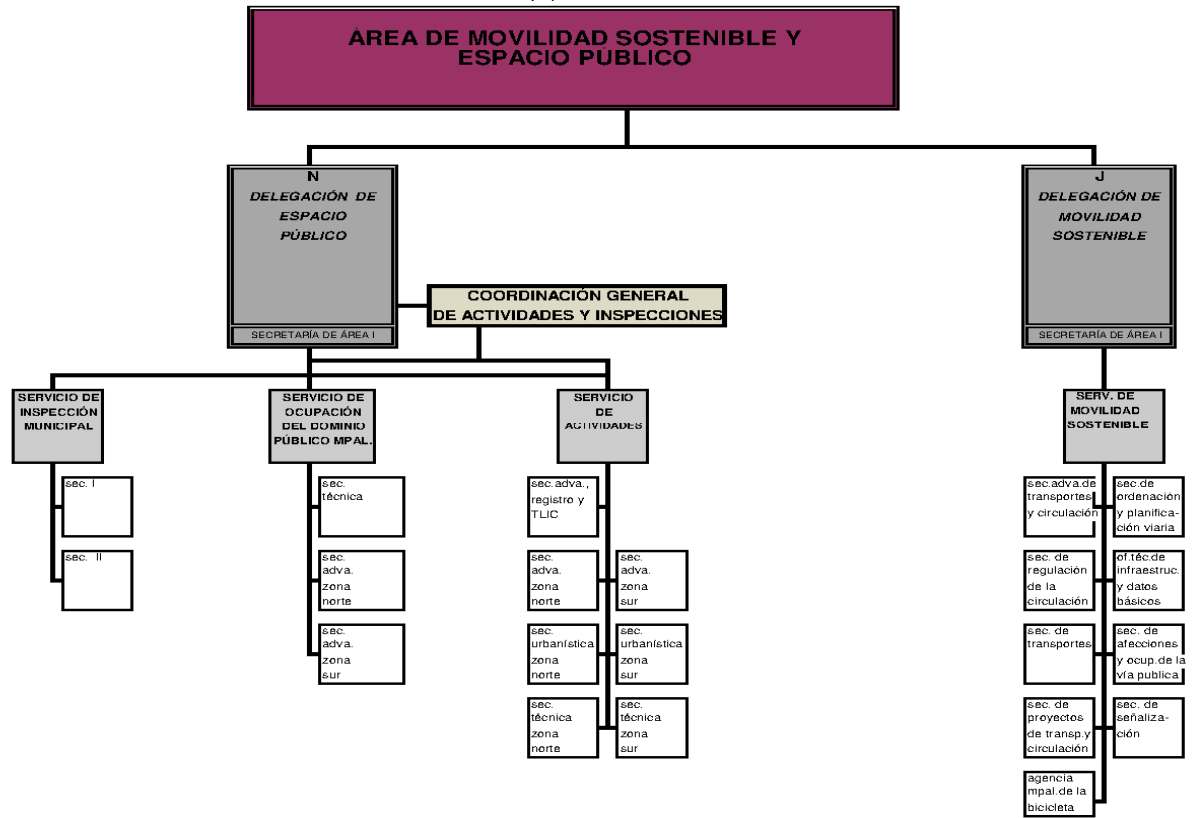 ÁREA DE MOVILIDAD SOSTENIBLE Y
ESPACIO PÚBLICO
N
DELEGACIÓN DE
ESPACIO
PÚBLICO
SECRETARÍA DE ÁREA I
J
DELEGACIÓN DE
MOVILIDAD
SOSTENIBLE
SECRETARÍA DE ÁREA I
COORDINACIÓN GENERAL
DE ACTIVIDADES Y INSPECCIONES
SERVICIO DE
INSPECCIÓN
MUNICIPAL
sec. I
sec. II
SERVICIO DE
OCUPACIÓN
DEL DOMINIO
PÚBLICO MPAL.
sec.
técnica
sec.
adva.
zona
norte
sec.
adva.
zona
sur
SERVICIO
DE
ACTIVIDADES
sec.adva.,
registro y
TLIC
sec.
adva.
zona
norte
sec.
adva.
zona
sur
sec.
urbanística
zona
norte
sec.
urbanística
zona
sur
sec.
técnica
zona
norte
sec.
técnica
zona
sur
SERV. DE
MOVILIDAD
SOSTENIBLE
sec.adva.de
transportes
y circulación
sec.de
ordenación
y planifica-
ción viaria
sec. de
regulación
de la
circulación
of.téc.de
infraestruc.
y datos
básicos
sec. de
transportes
sec. de
afecciones
y ocup.de la
vía publica
sec. de
proyectos
de transp.y
circulación
sec. de
señaliza-
ción
agencia
mpal.de la
bicicleta